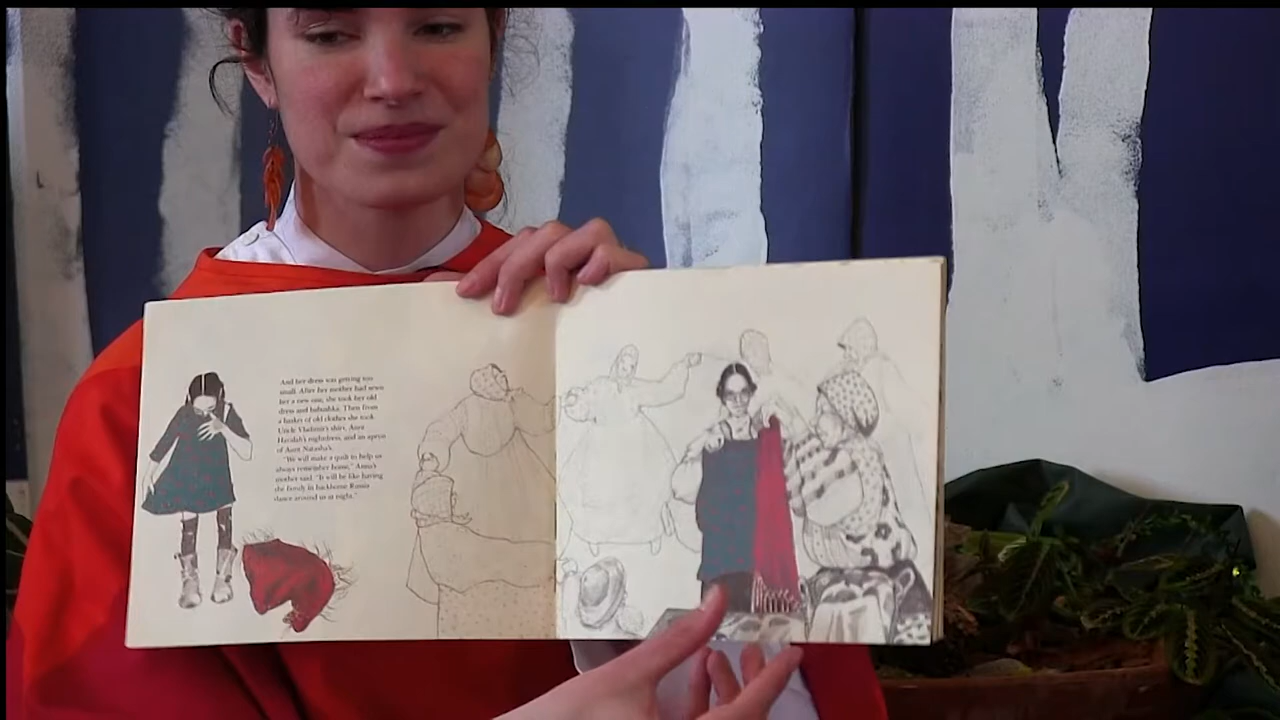 And her dress was getting too
small. After her mother had sewn
her a new one, she took her old
dress and babushka. Then from
a basket of old clothes she took
Uncle Vladimir's shirt, Aunt
Havalah's nightdress, and an apron
of Aunt Natasha's.
"We will make a quilt to help us
always remember home," Anna's
mother said. "It will be like having
the family in backhome Russia
dance around us at night."